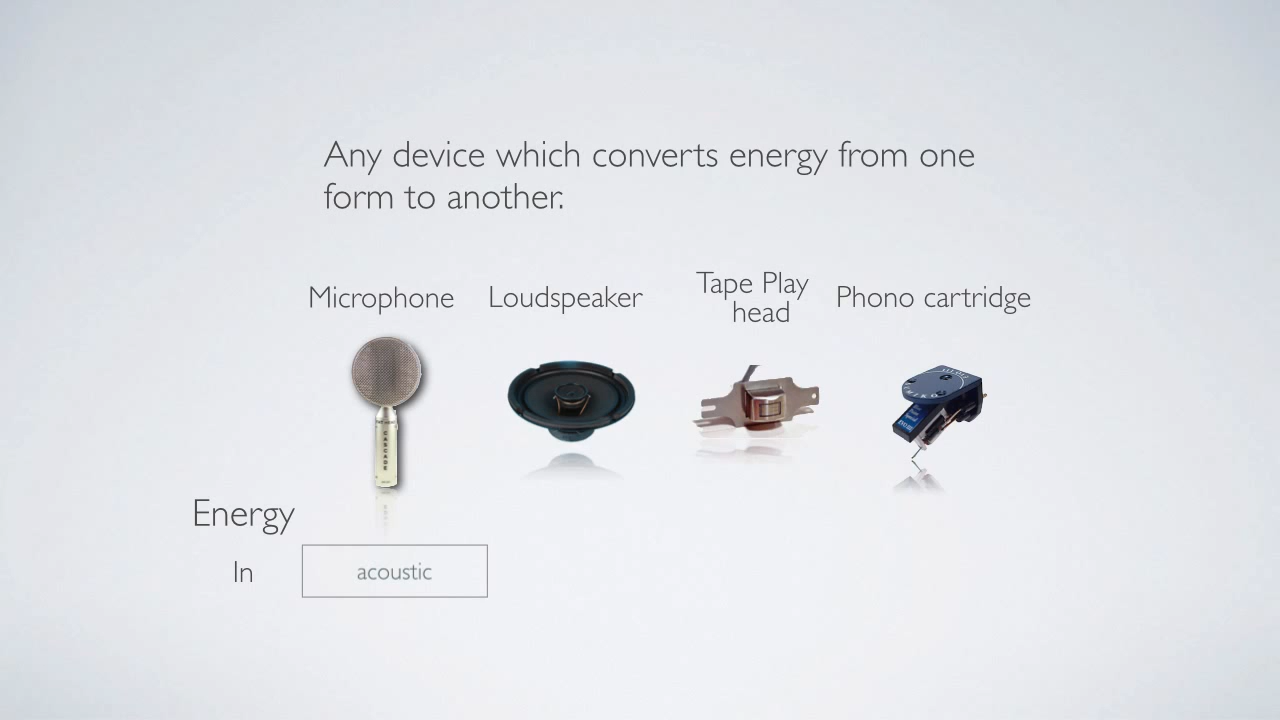 Any device which converts energy from one
form to another.
Microphone
Loudspeaker
Tape Play
head
Phono cartridge
CASCADE
Energy
In
acoustic